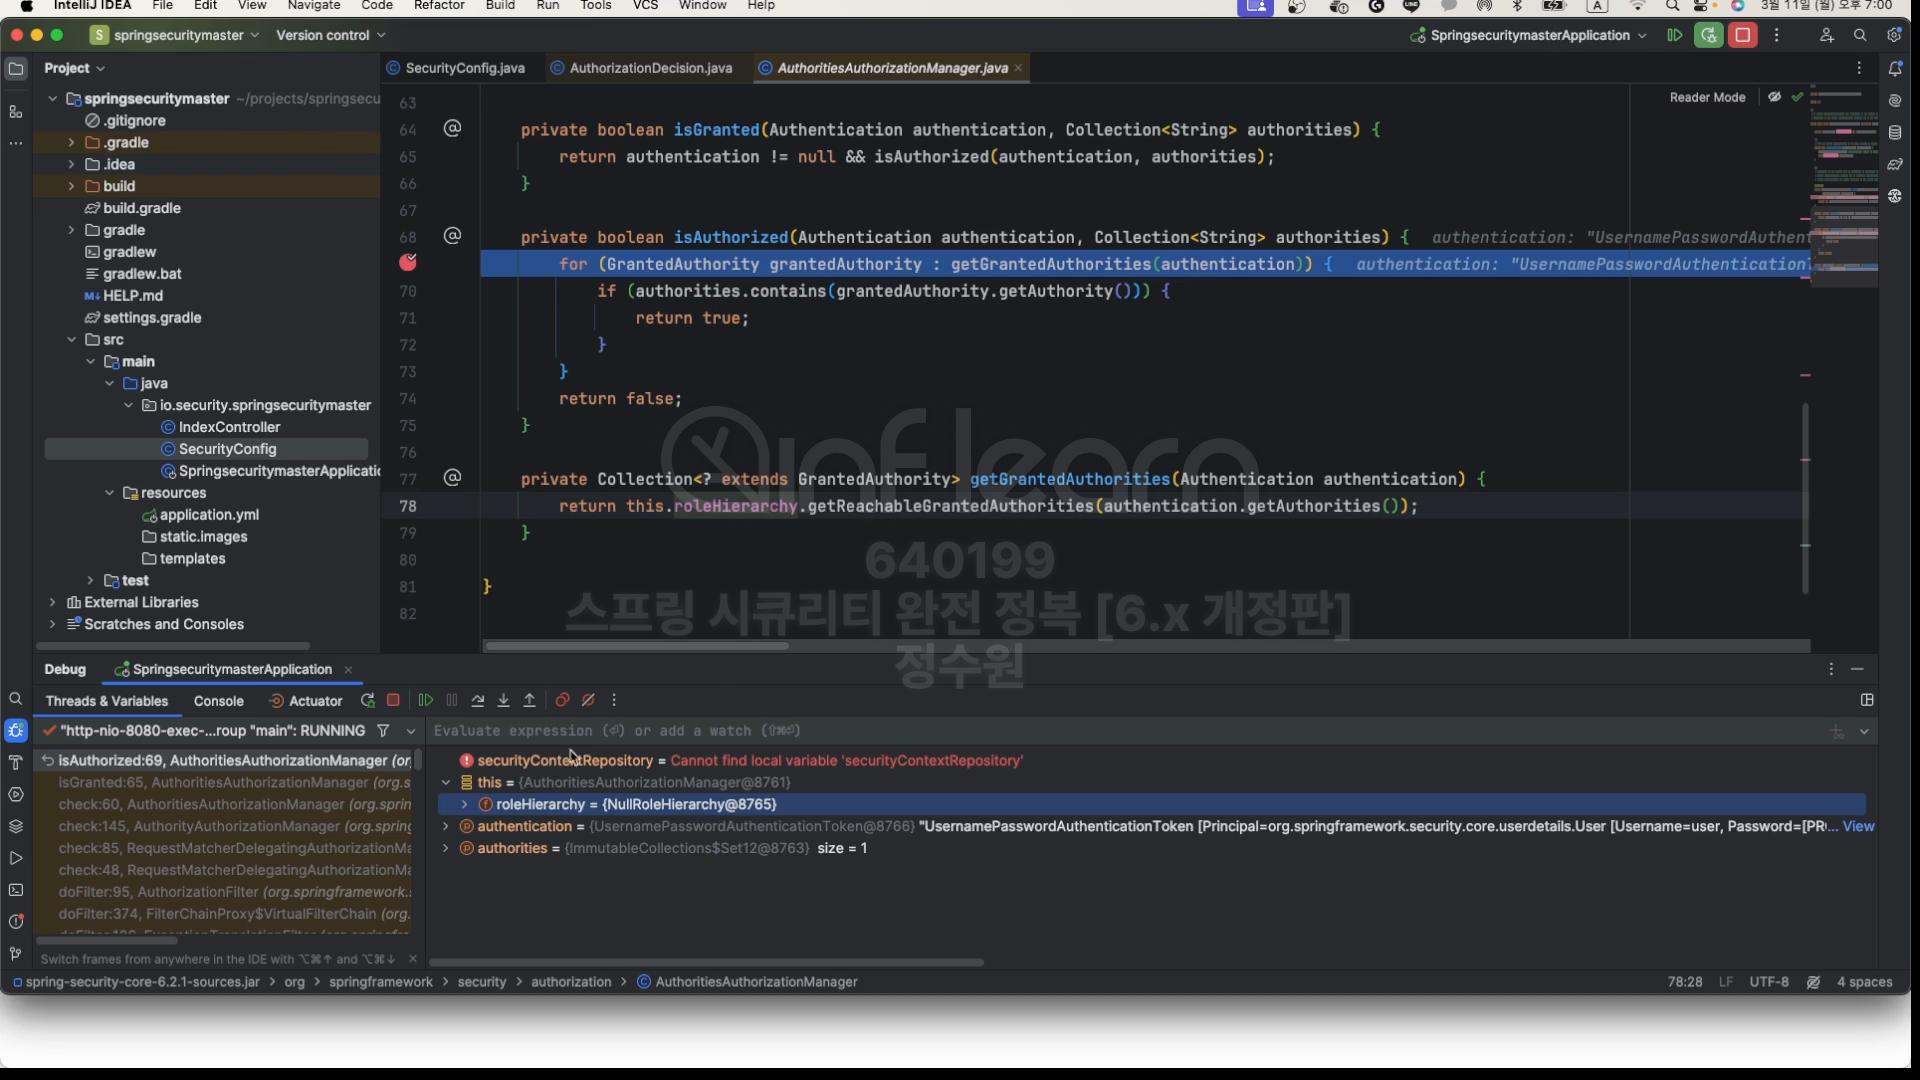 IntelliJ IDEA File Edit View Navigate Code Refactor Build Run Tools VCS Window Help A 3월 11일 (월) 오후 7:00
S springsecuritymaster Version control SpringsecuritymasterApplication
Project SecurityConfig.java AuthorizationDecision.java AuthoritiesAuthorizationManager.java
Reader Mode
springsecuritymaster ~/projects/springsecu
.gitignore
.gradle
.idea
build
build.gradle
gradle
gradlew
gradlew.bat
HELP.md
settings.gradle
src
main
java
io.security.springsecuritymaster
IndexController
SecurityConfig
SpringsecuritymasterApplicatio
resources
application.yml
static.images
templates
test
External Libraries
Scratches and Consoles
63
64 @ private boolean isGranted(Authentication authentication, Collection<String> authorities) {
65 return authentication != null && isAuthorized(authentication, authorities);
66 }
67
68 @ private boolean isAuthorized(Authentication authentication, Collection<String> authorities) { authentication: "UsernamePasswordAuthent
for (GrantedAuthority grantedAuthority : getGrantedAuthorities(authentication)) { authentication: "UsernamePasswordAuthentication
70 if (authorities.contains(grantedAuthority.getAuthority())) {
71 return true;
72 }
73 }
74 return false;
75 }
76
77 @ private Collection<? extends GrantedAuthority> getGrantedAuthorities(Authentication authentication) {
78 return this.roleHierarchy.getReachableGrantedAuthorities(authentication.getAuthorities());
79 }
80
81 }
82
inflearn
640199
스프링 시큐리티 완전 정복 [6.x 개정판]
정수원
Debug SpringsecuritymasterApplication
Threads & Variables Console Actuator
"http-nio-8080-exec-...roup "main": RUNNING
Evaluate expression (⏎) or add a watch (⇧⌘⏎)
isAuthorized:69, AuthoritiesAuthorizationManager (or
isGranted:65, AuthoritiesAuthorizationManager (org.s
check:60, AuthoritiesAuthorizationManager (org.sprin
check:145, AuthorityAuthorizationManager (org.spring
check:85, RequestMatcherDelegatingAuthorizationMa
check:48, RequestMatcherDelegatingAuthorizationMa
doFilter:95, AuthorizationFilter (org.springframework.
doFilter:374, FilterChainProxy$VirtualFilterChain (org.
Switch frames from anywhere in the IDE with ⌥⌘↑ and ⌥⌘↓
securityContextRepository = Cannot find local variable 'securityContextRepository'
this = {AuthoritiesAuthorizationManager@8761}
roleHierarchy = {NullRoleHierarchy@8765}
authentication = {UsernamePasswordAuthenticationToken@8766} "UsernamePasswordAuthenticationToken [Principal=org.springframework.security.core.userdetails.User [Username=user, Password=[PR... View
authorities = {ImmutableCollections$Set12@8763} size = 1
spring-security-core-6.2.1-sources.jar > org > springframework > security > authorization > AuthoritiesAuthorizationManager 78:28 LF UTF-8 4 spaces